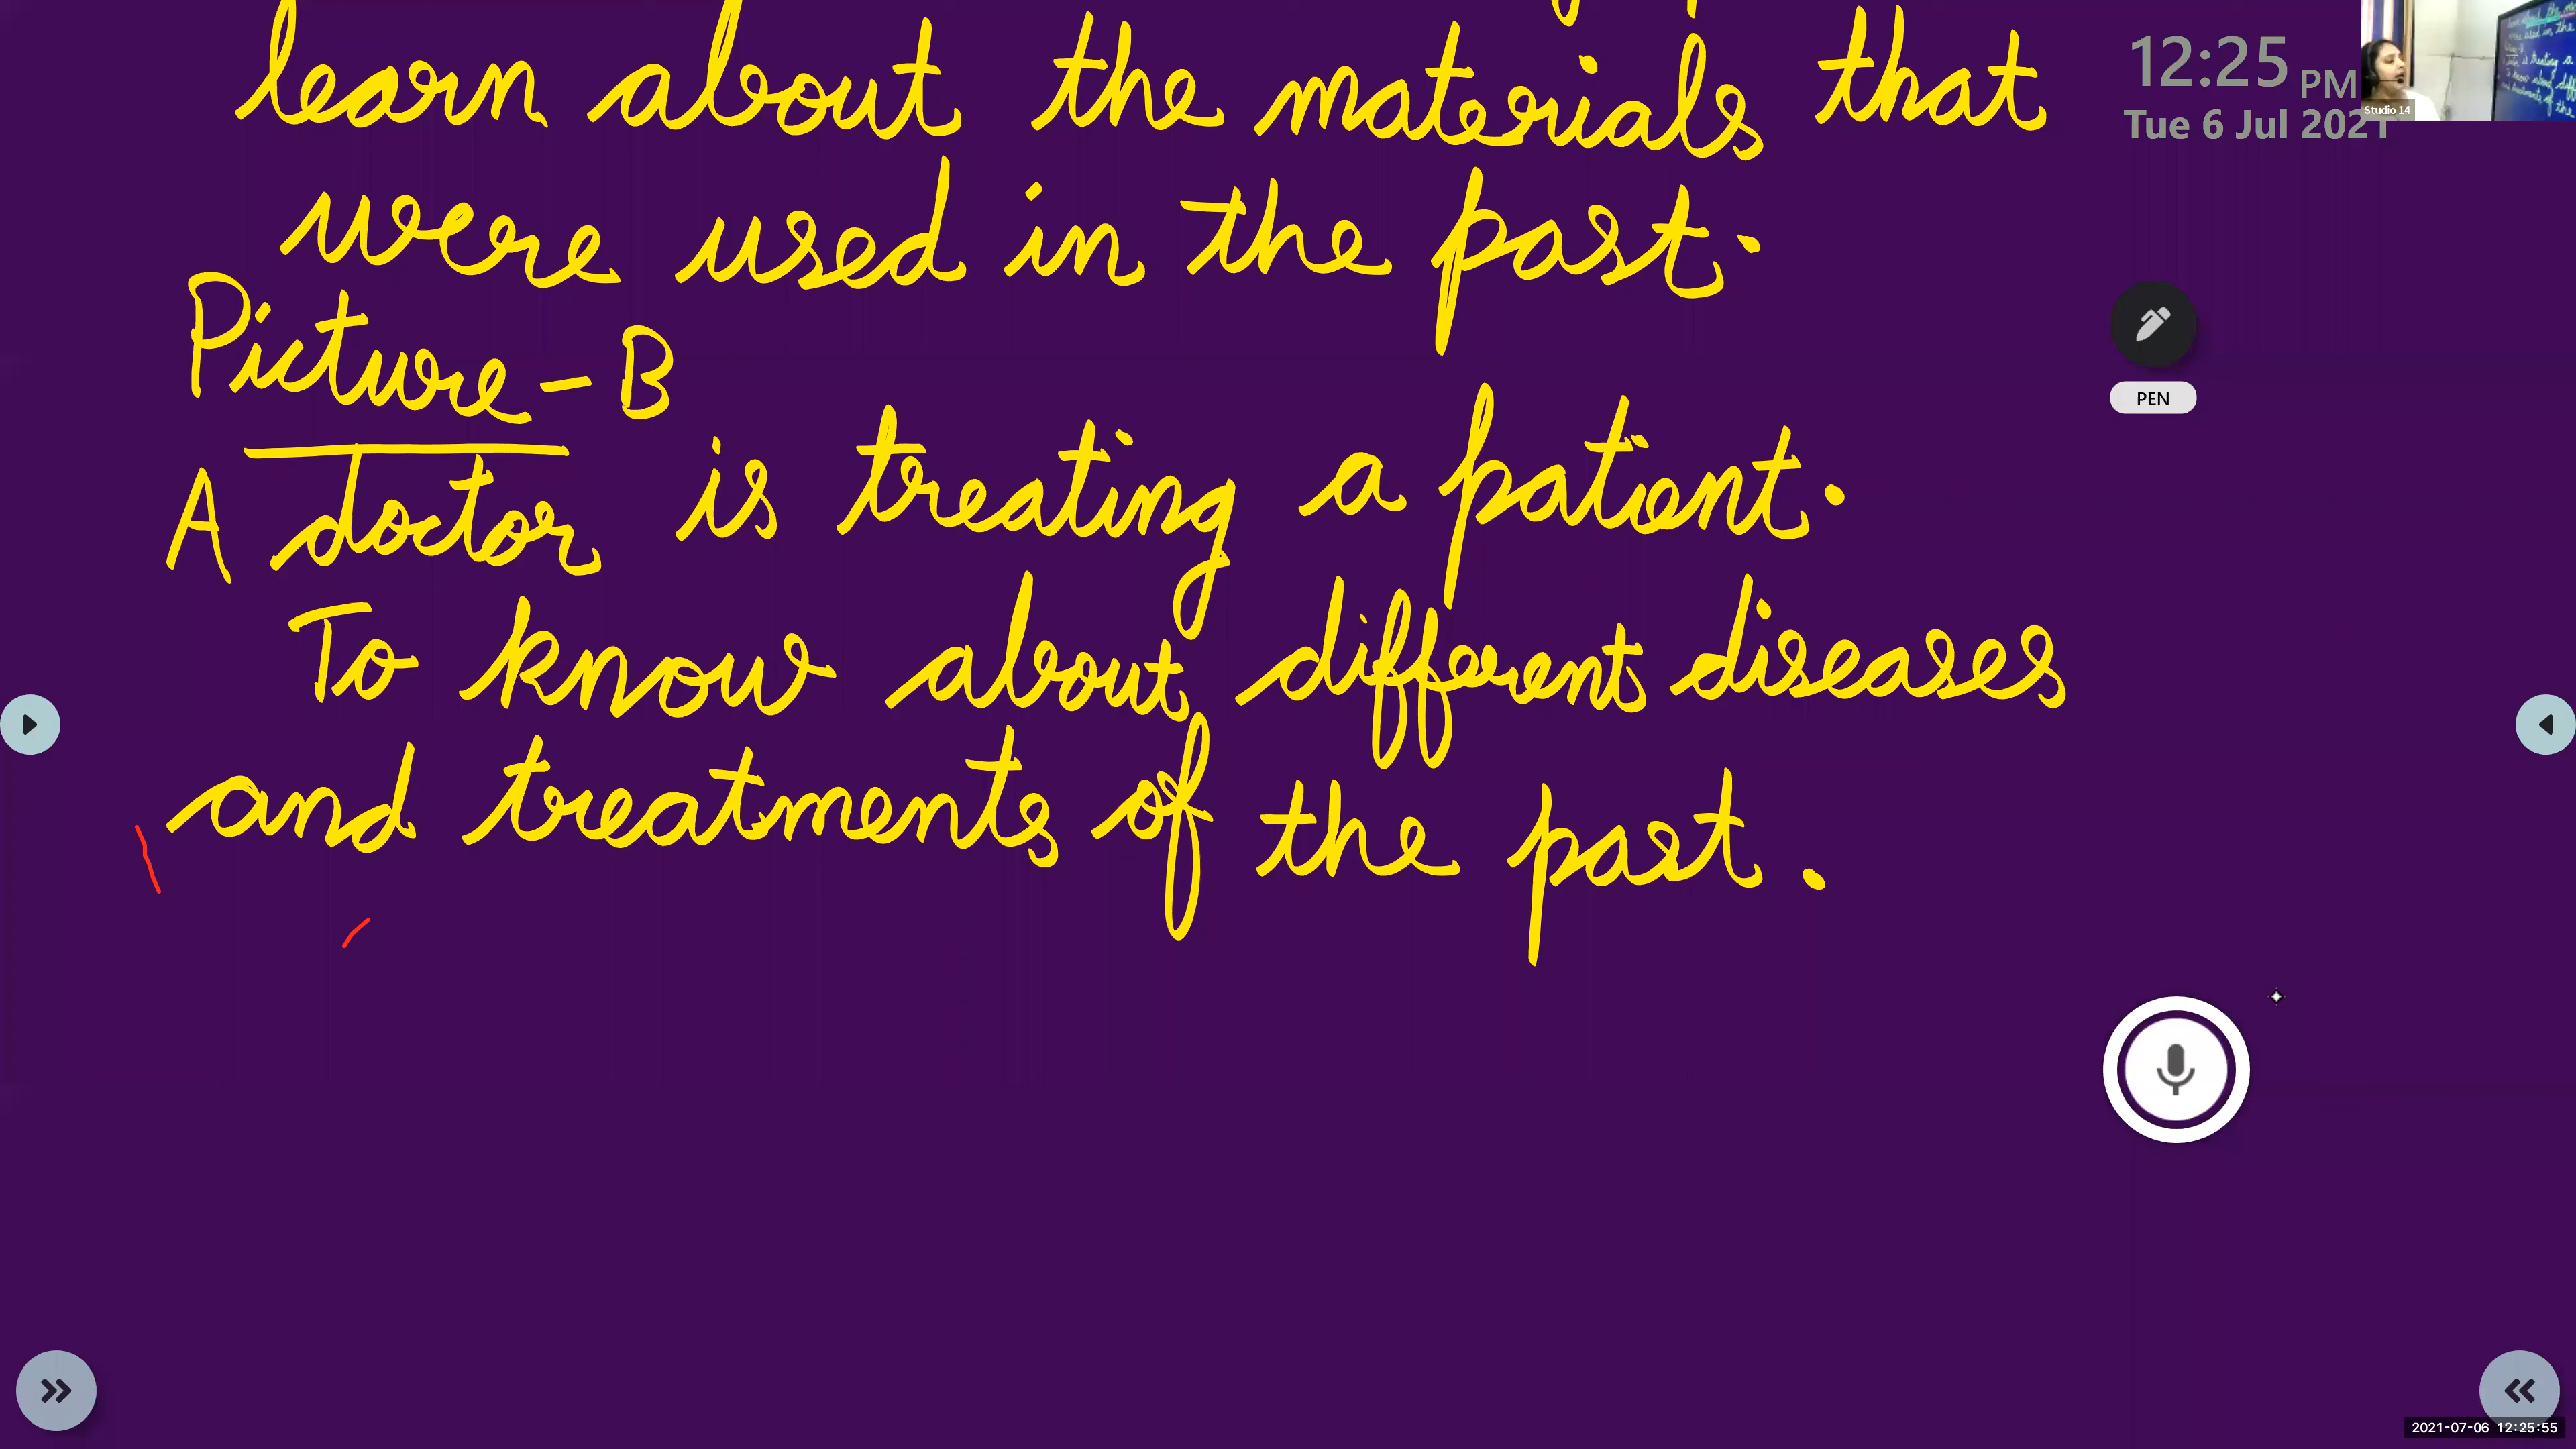 learn about the materials that
were used in the past.
Picture - B
A doctor is treating a patient.
To know about different diseases
and treatments of the past.
12:25 PM
Tue 6 Jul 2021
Studio 14
PEN
2021-07-06 12:25:55